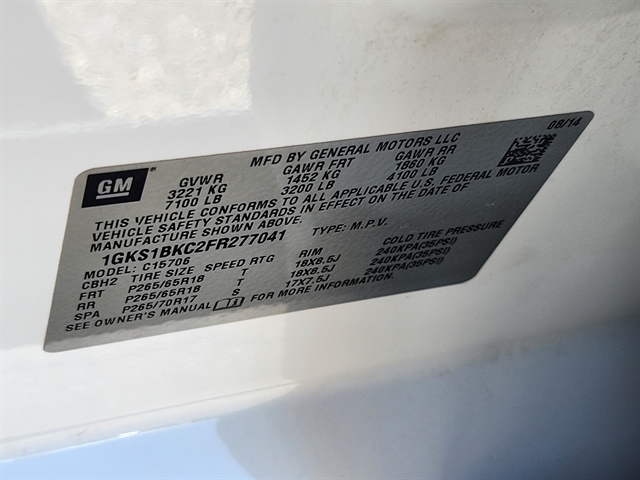 08/14
GM
MFD BY GENERAL MOTORS LLC
GVWR GAWR FRT GAWR RR
3221 KG 1452 KG 1860 KG
7100 LB 3200 LB 4100 LB
THIS VEHICLE CONFORMS TO ALL APPLICABLE U.S. FEDERAL MOTOR
VEHICLE SAFETY STANDARDS IN EFFECT ON THE DATE OF
MANUFACTURE SHOWN ABOVE.
1GKS1BKC2FR277041 TYPE: M.P.V.
MODEL: C15706
CBH2 TIRE SIZE SPEED RTG RIM COLD TIRE PRESSURE
FRT P265/65R18 T 18X8.5J 240KPA(35PSI)
RR P265/65R18 T 18X8.5J 240KPA(35PSI)
SPA P265/70R17 S 17X7.5J 240KPA(35PSI)
SEE OWNER'S MANUAL FOR MORE INFORMATION.